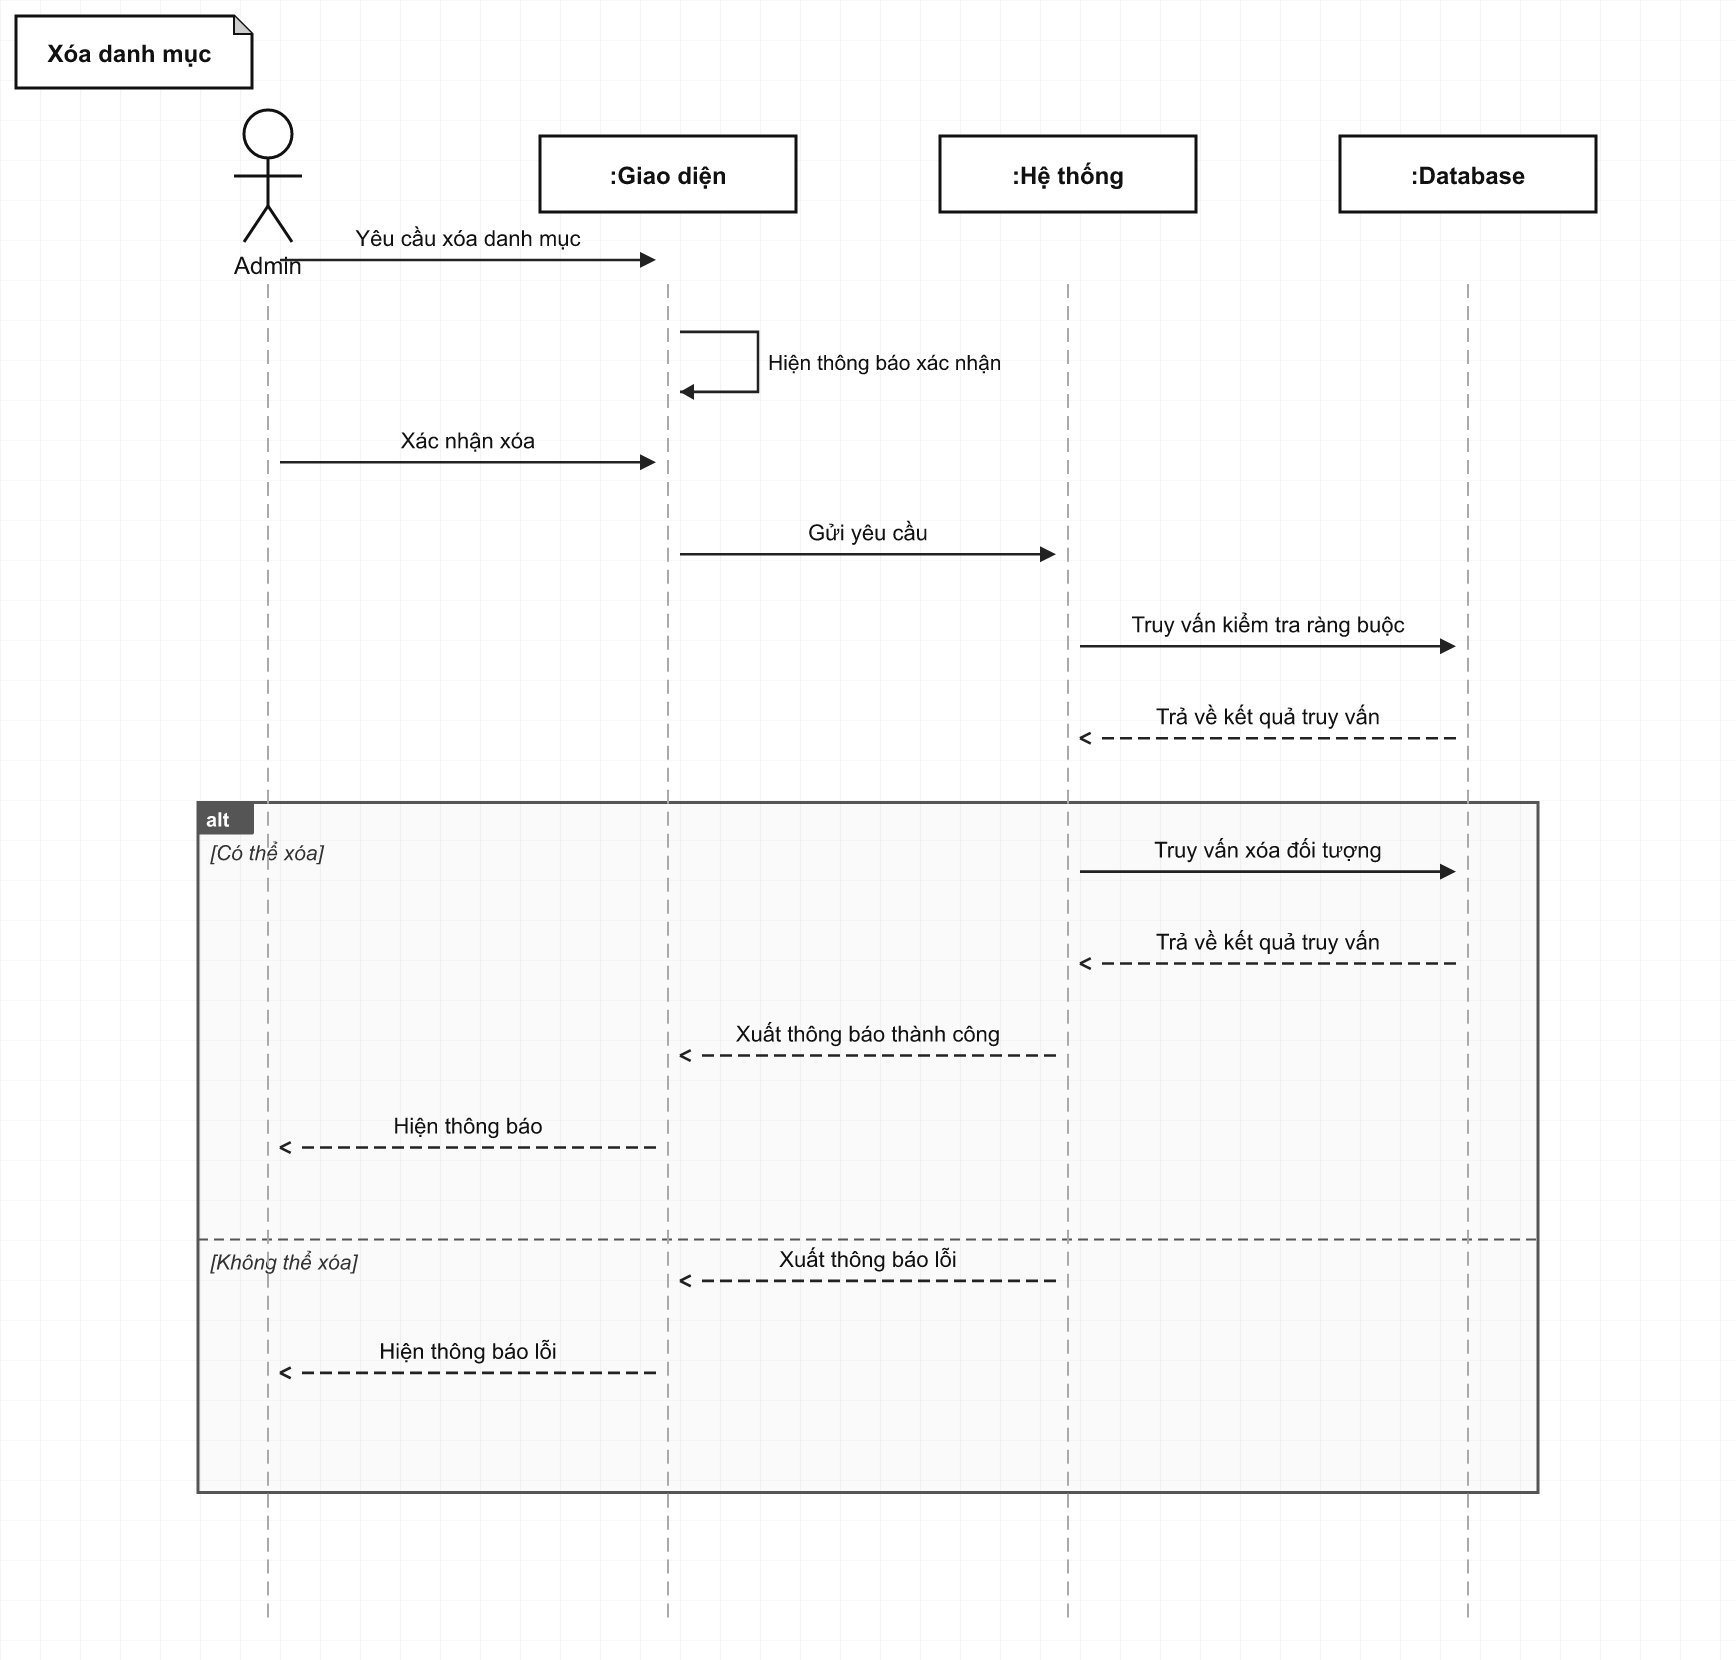 Xóa danh mục
Admin
:Giao diện
:Hệ thống
:Database
Yêu cầu xóa danh mục
Hiện thông báo xác nhận
Xác nhận xóa
Gửi yêu cầu
Truy vấn kiểm tra ràng buộc
Trả về kết quả truy vấn
alt
[Có thể xóa]
Truy vấn xóa đối tượng
Trả về kết quả truy vấn
Xuất thông báo thành công
Hiện thông báo
[Không thể xóa]
Xuất thông báo lỗi
Hiện thông báo lỗi